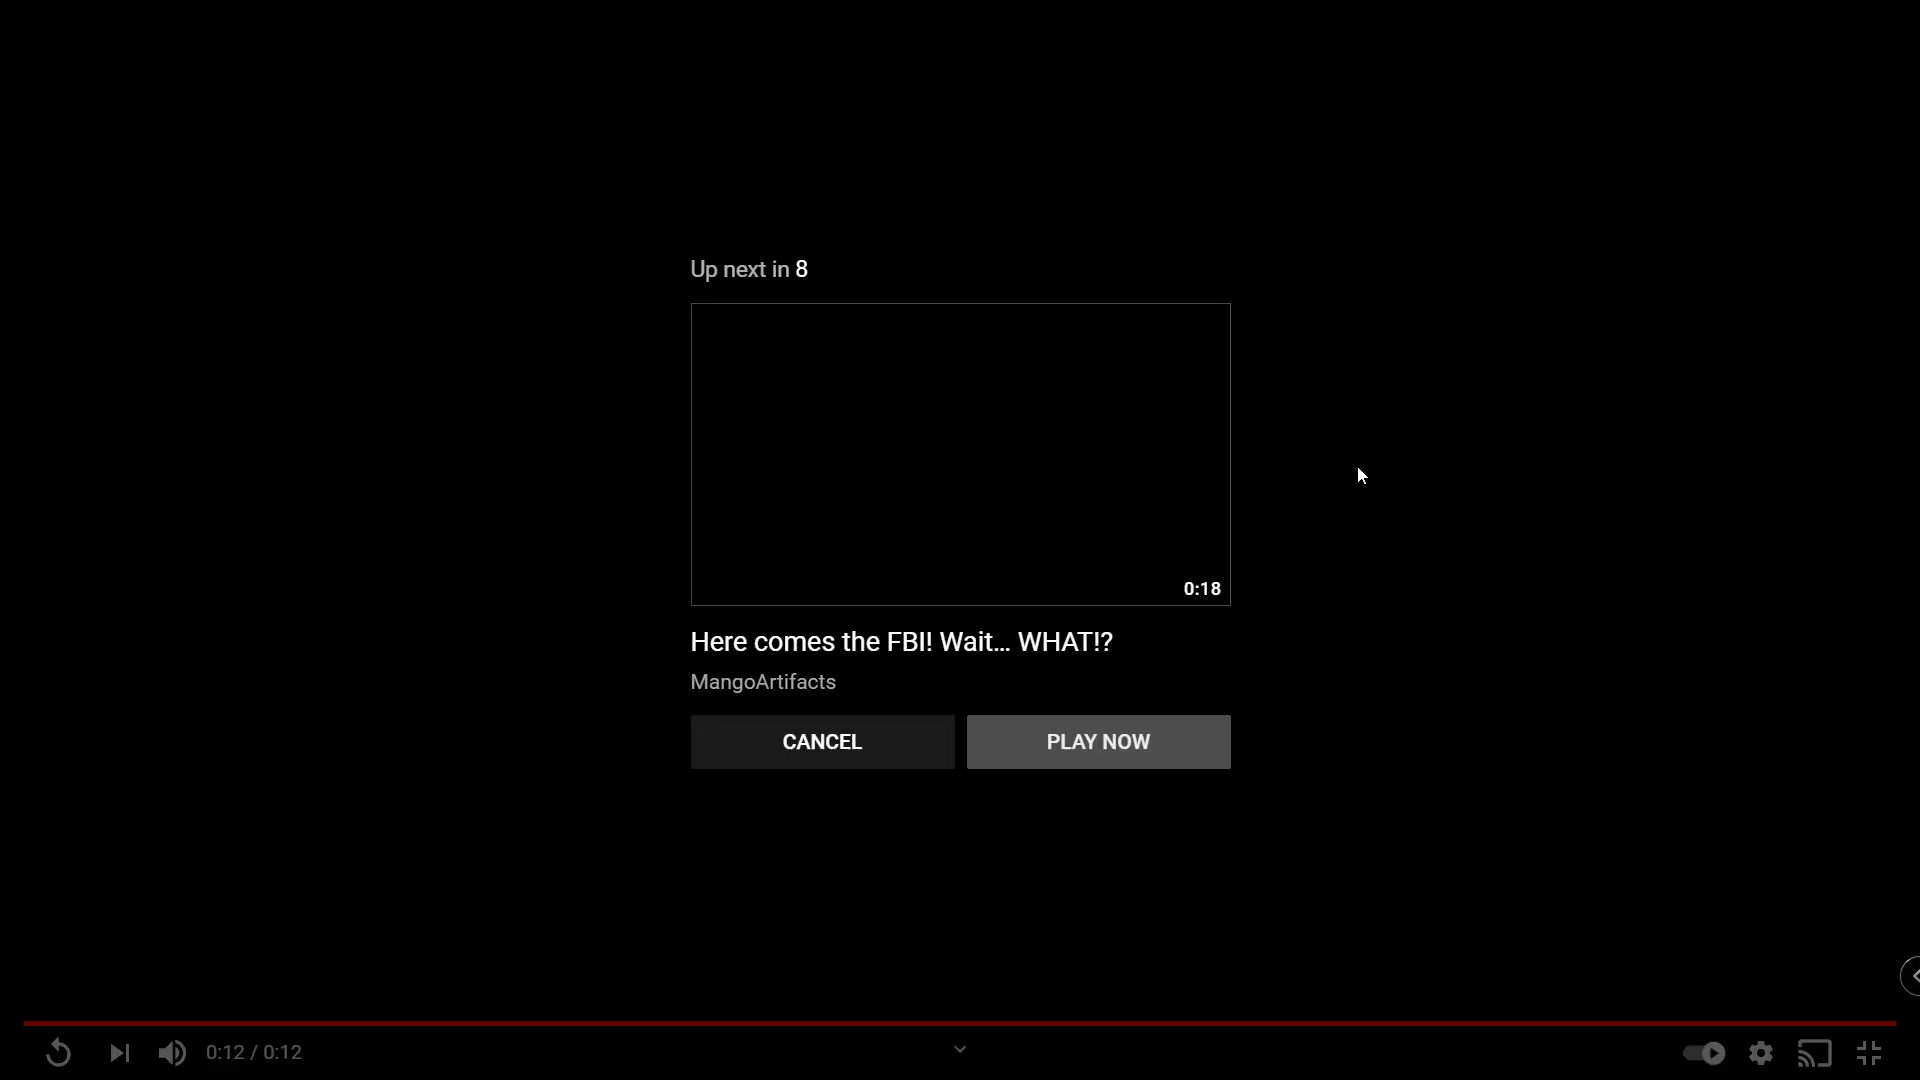 Up next in 8
0:18
Here comes the FBI! Wait... WHAT!?
MangoArtifacts
CANCEL
PLAY NOW
0:12 / 0:12